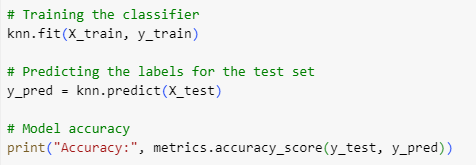 # Training the classifier
knn.fit(X_train, y_train)
# Predicting the labels for the test set
y_pred = knn.predict(X_test)
# Model accuracy
print("Accuracy:", metrics.accuracy_score(y_test, y_pred))